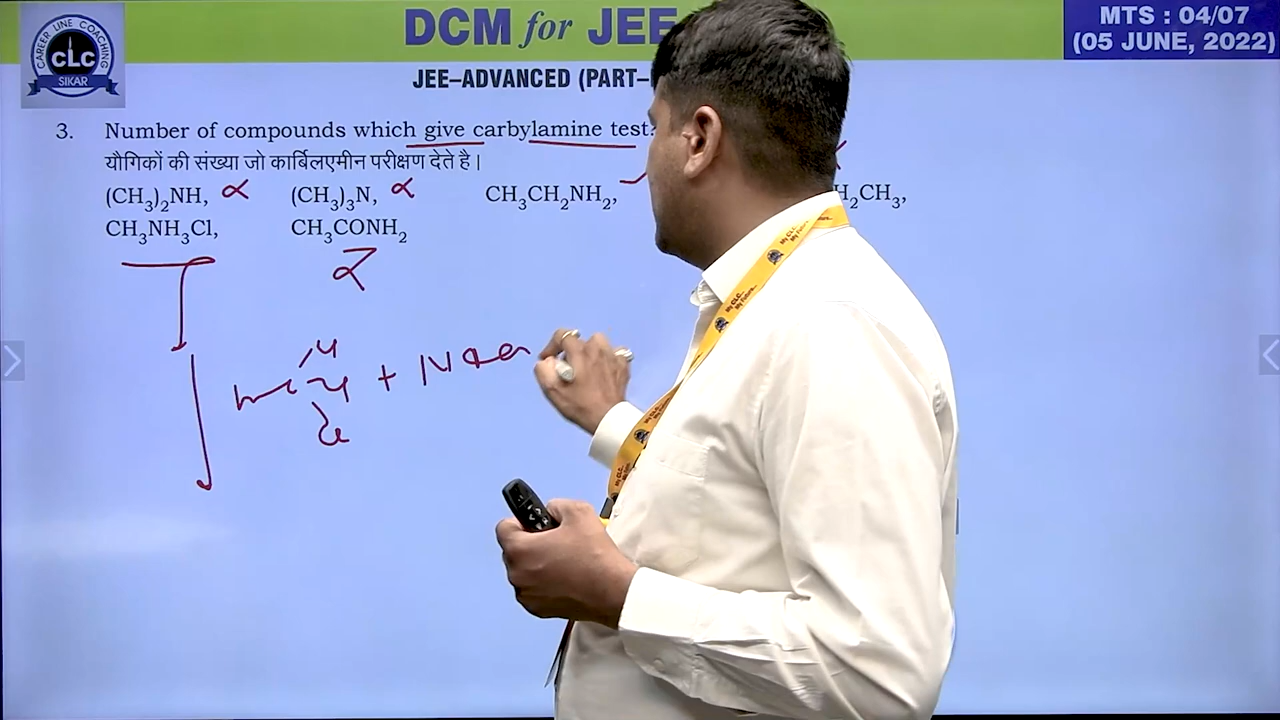 DCM for JEE
MTS : 04/07
(05 JUNE, 2022)
CAREER LINE COACHING
CLC
SIKAR
JEE–ADVANCED (PART–
3. Number of compounds which give carbylamine test?
यौगिकों की संख्या जो कार्बिलएमीन परीक्षण देते है।
(CH₃)₂NH, (CH₃)₃N, CH₃CH₂NH₂, H₂CH₃,
CH₃NH₃Cl, CH₃CONH₂